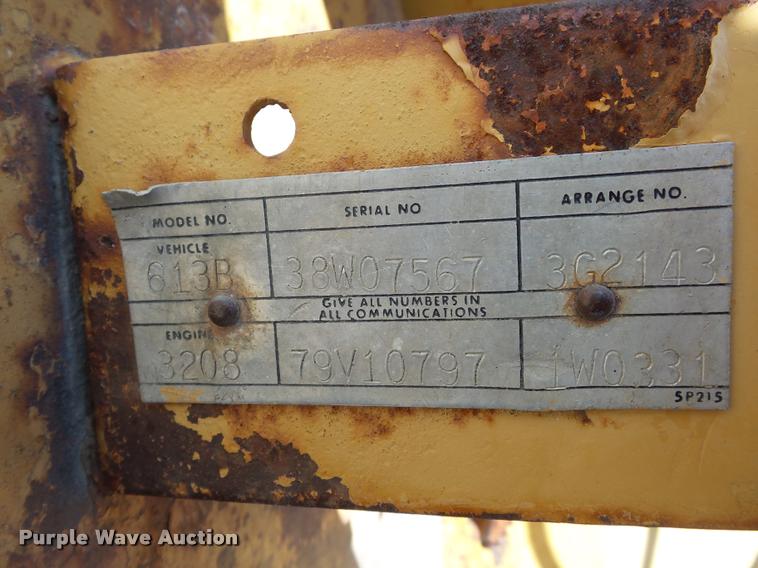 MODEL NO. SERIAL NO ARRANGE NO.
VEHICLE
613B 38W07567 3G2143
GIVE ALL NUMBERS IN
ALL COMMUNICATIONS
ENGINE
3208 79V10797 1W0331
5P215
Purple Wave Auction